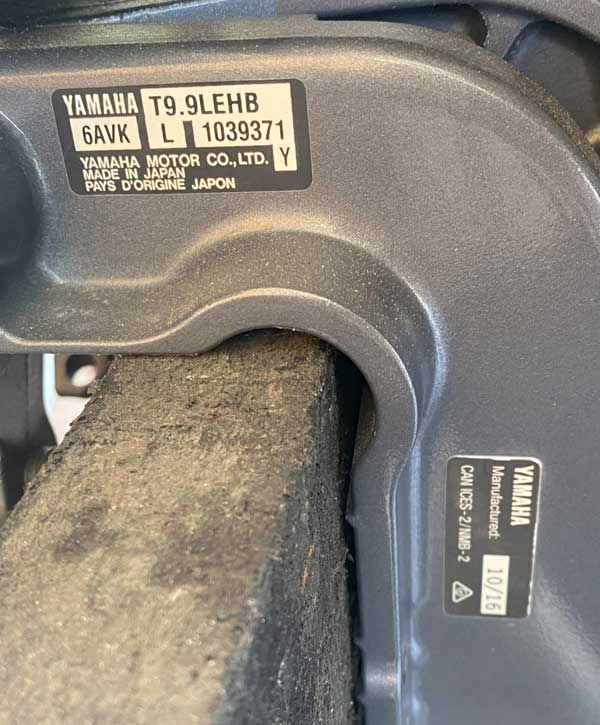 YAMAHA T9.9LEHB
6AVK L 1039371
YAMAHA MOTOR CO.,LTD. Y
MADE IN JAPAN
PAYS D'ORIGINE JAPON
YAMAHA
Manufactured: 10/16
CAN ICES-2/NMB-2